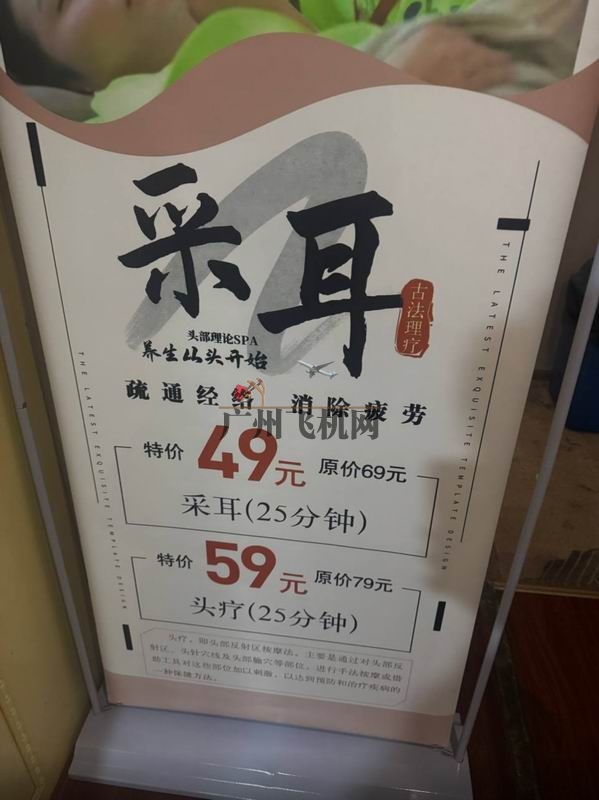 采耳
古法理疗
头部理论SPA
养生从头开始
疏通经络 消除疲劳
广州飞机网
特价49元 原价69元
采耳(25分钟)
特价59元 原价79元
头疗(25分钟)
头疗,即头部反射区按摩法。主要是通过对头部反
射区、头针穴线及头部腧穴等部位,进行手法按摩或借
助工具对这些部位加以刺激,以达到预防和治疗疾病的
一种保健方法。
THE LATEST EXQUISITE TEMPLATE DESIGN
THE LATEST EXQUISITE TEMPLATE DESIGN